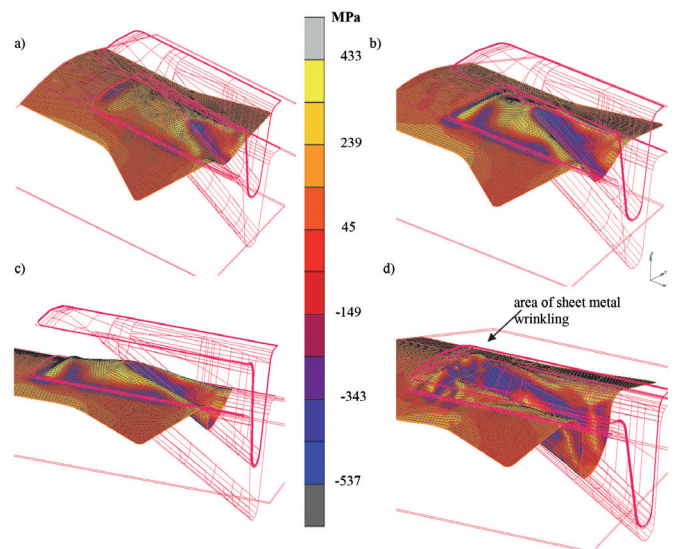 a)
MPa
b)
433
239
45
c)
-149
d)
area of sheet metal
wrinkling
-343
-537